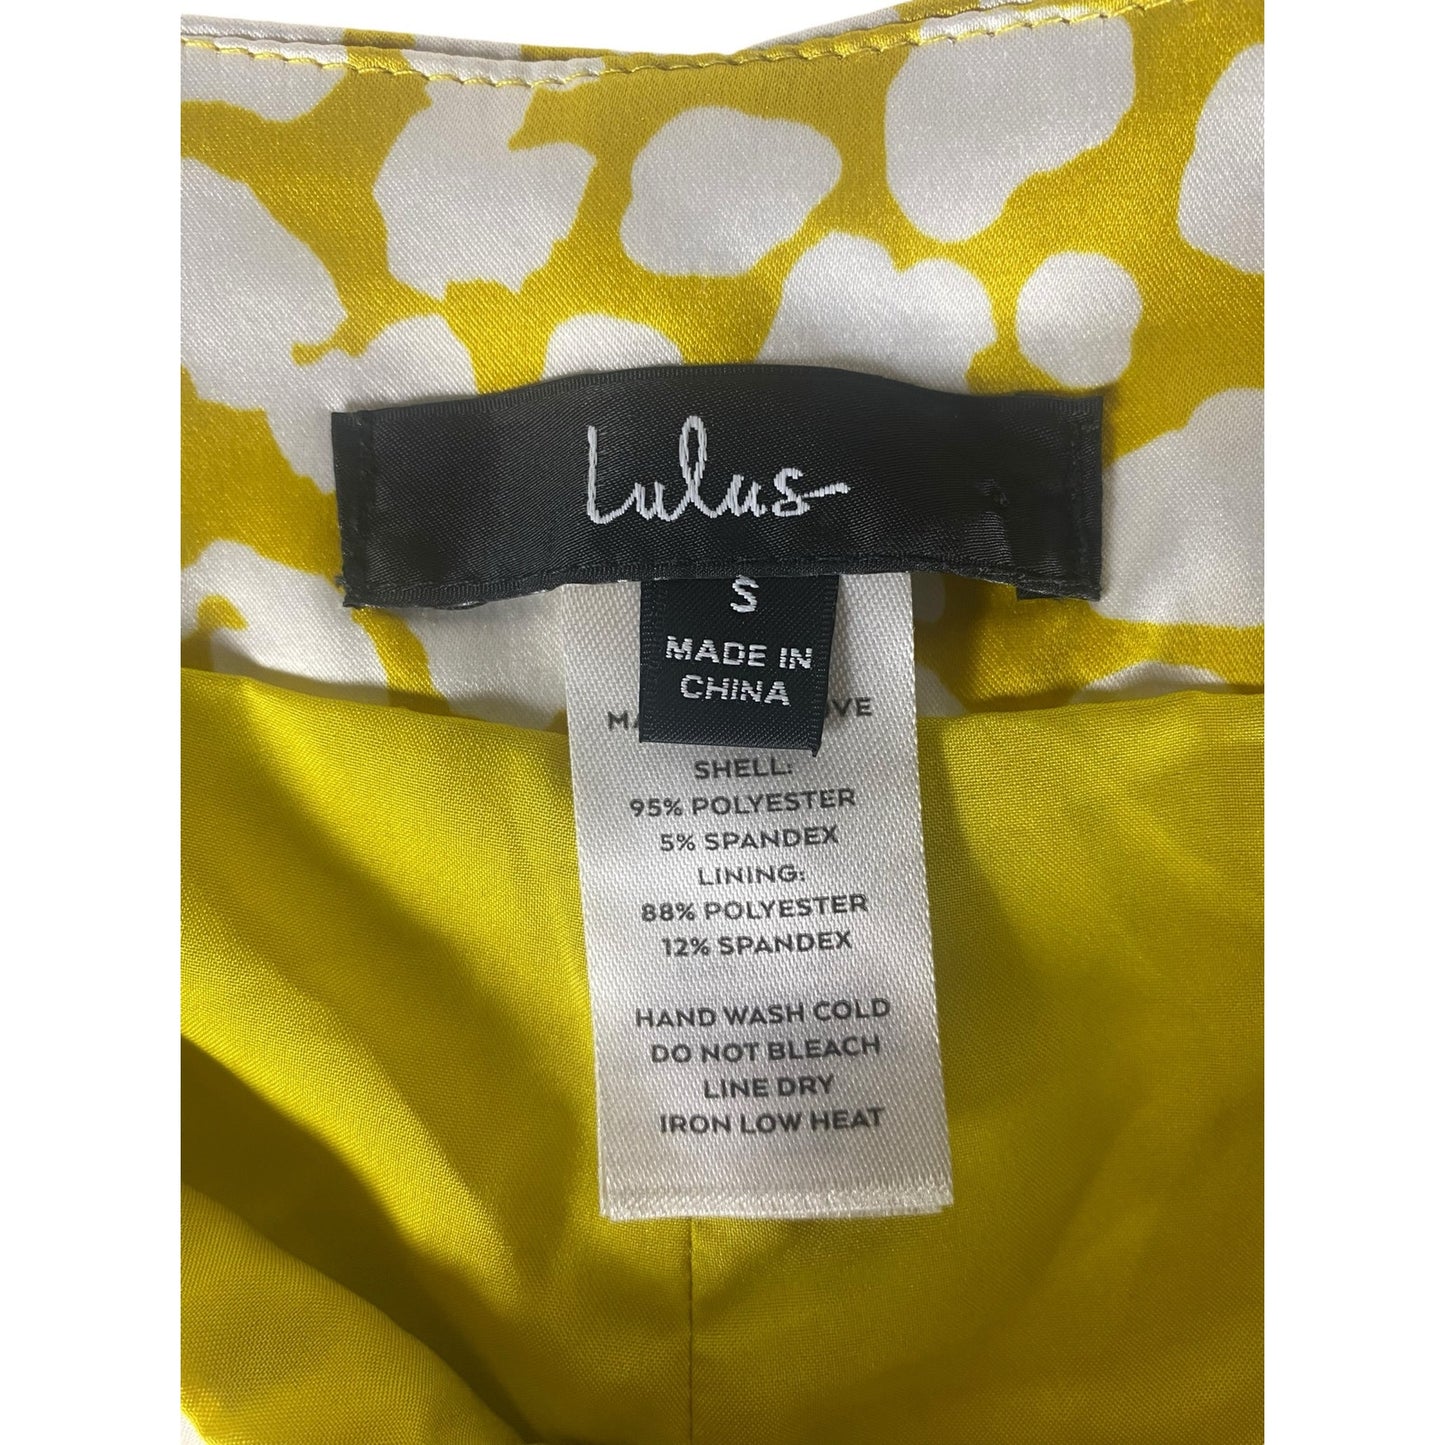 Lulus
S
MADE IN
CHINA
SHELL:
95% POLYESTER
5% SPANDEX
LINING:
88% POLYESTER
12% SPANDEX
HAND WASH COLD
DO NOT BLEACH
LINE DRY
IRON LOW HEAT